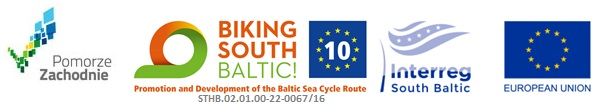 Pomorze
Zachodnie
BIKING
SOUTH
BALTIC!
10
Promotion and Development of the Baltic Sea Cycle Route
STHB.02.01.00-22-0067/16
Interreg
South Baltic
EUROPEAN UNION